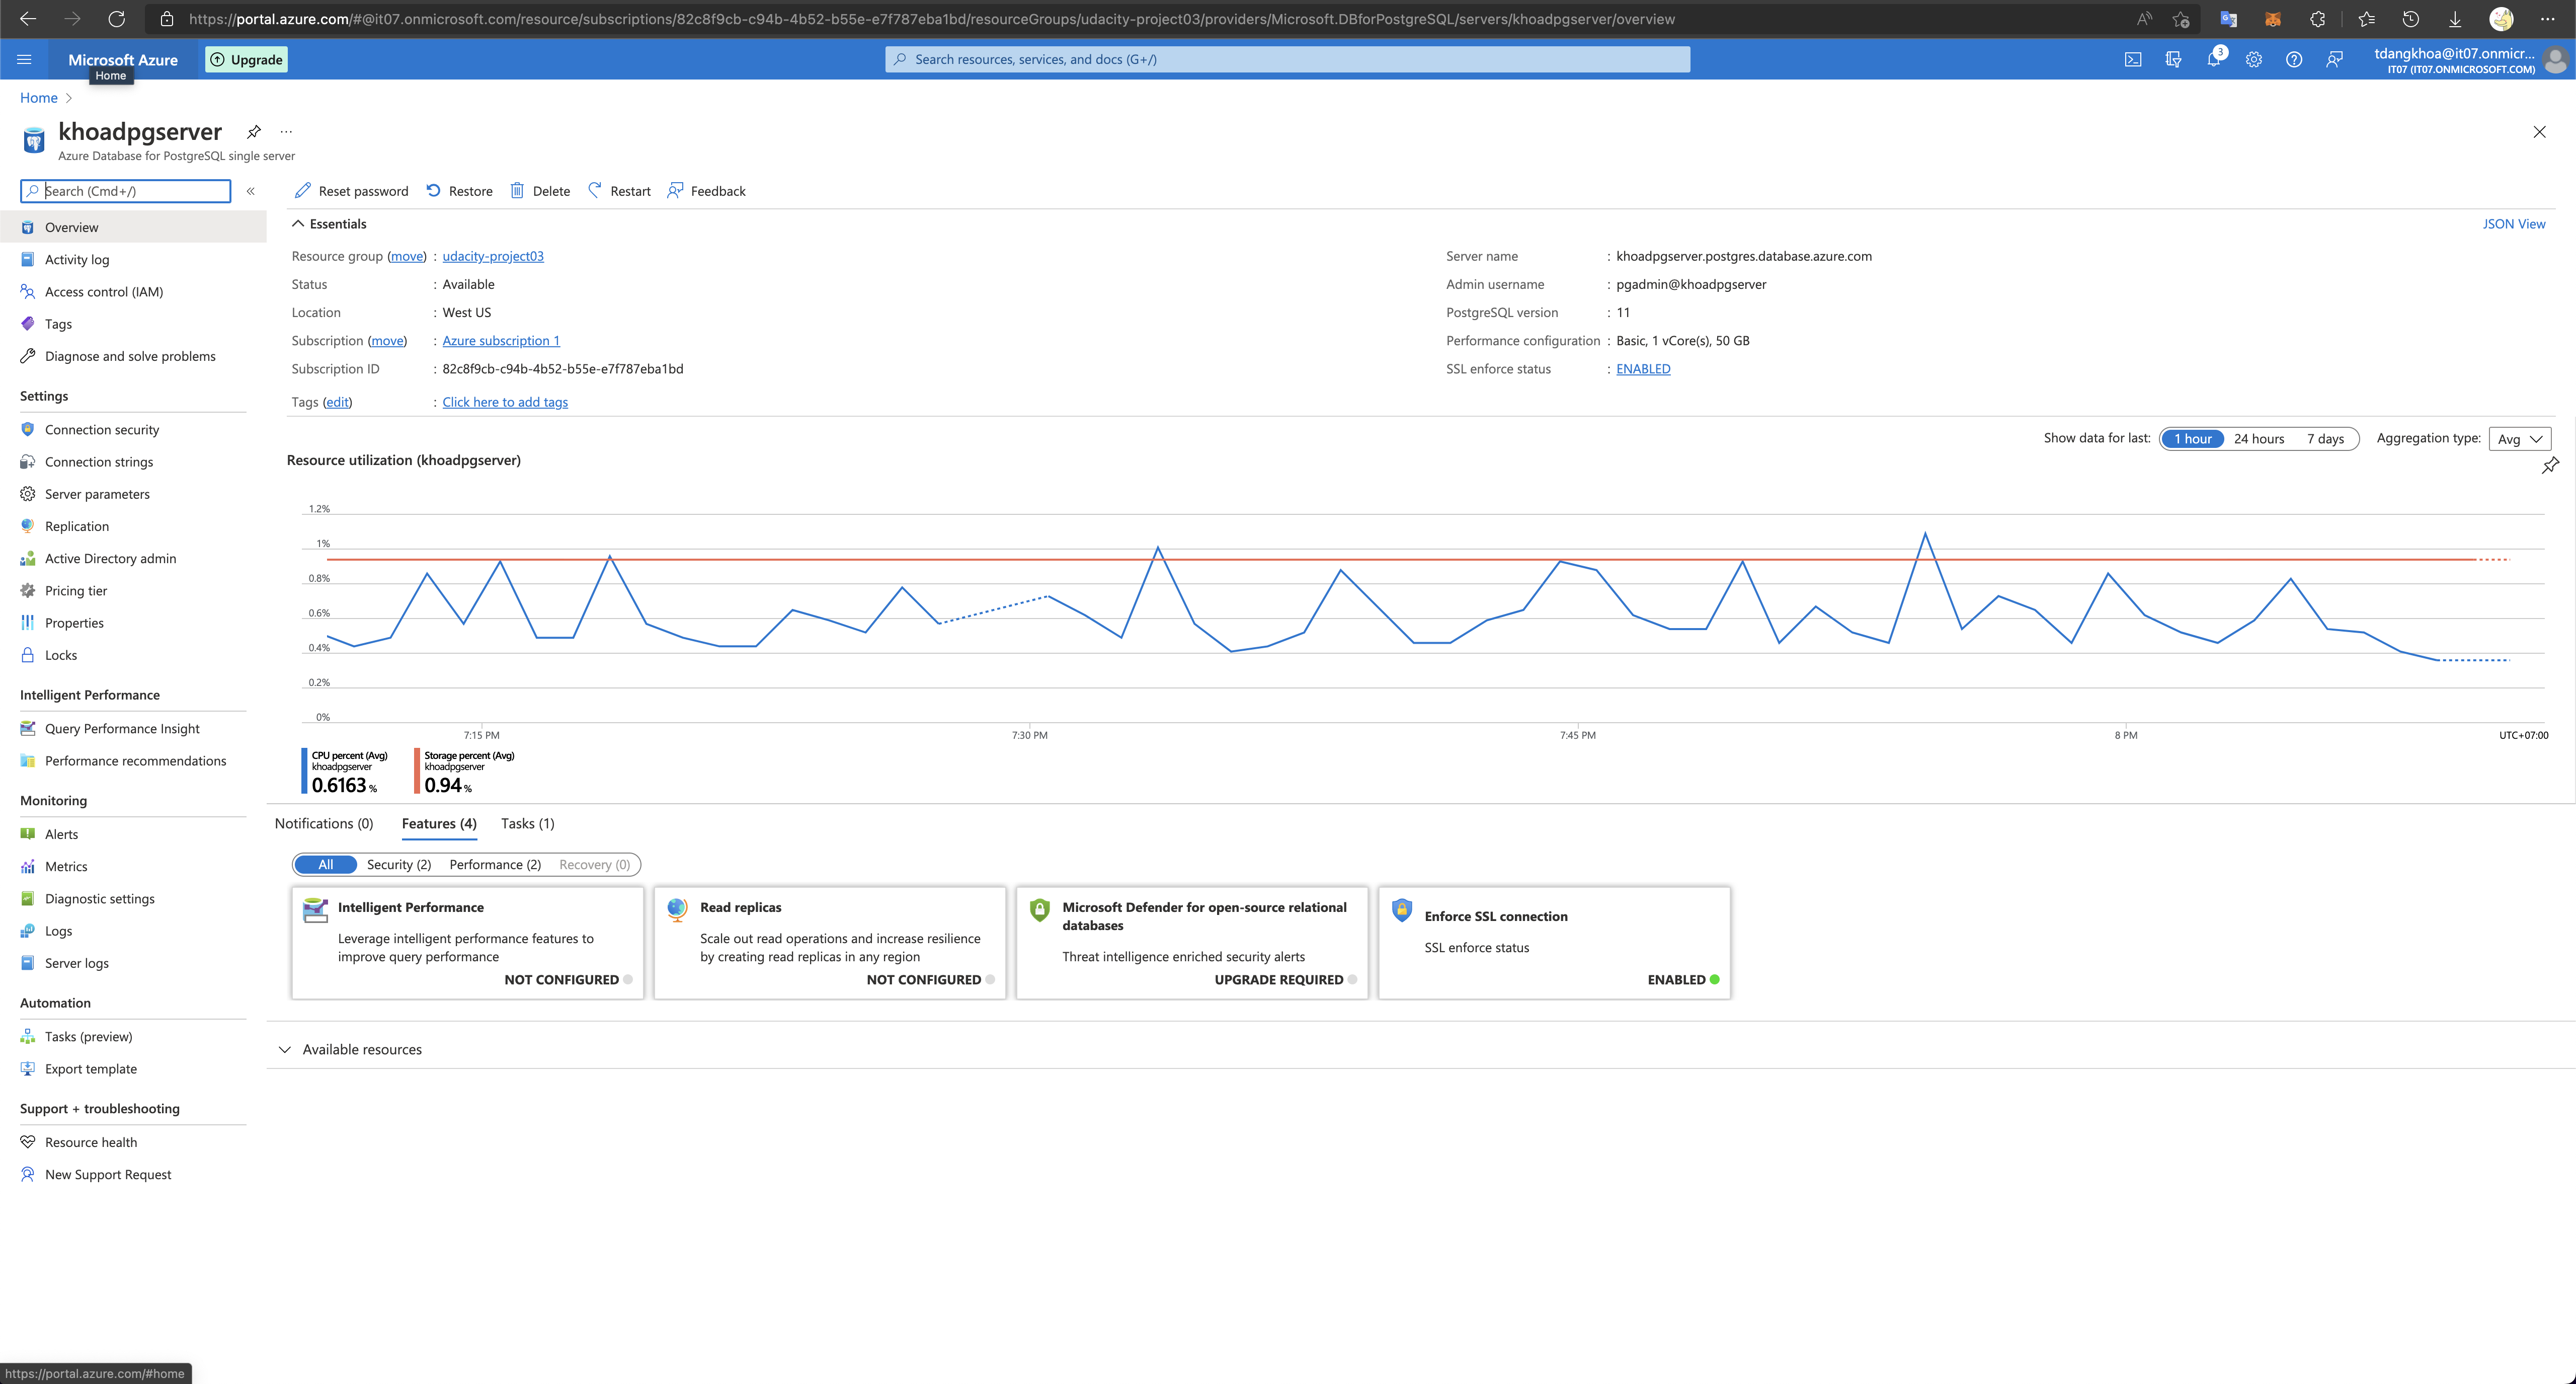 https://portal.azure.com/#@it07.onmicrosoft.com/resource/subscriptions/82c8f9cb-c94b-4b52-b55e-e7f787eba1bd/resourceGroups/udacity-project03/providers/Microsoft.DBforPostgreSQL/servers/khoadpgserver/overview
Microsoft Azure
Upgrade
Search resources, services, and docs (G+/)
3
tdangkhoa@it07.onmicr...
IT07 (IT07.ONMICROSOFT.COM)
Home
Home
khoadpgserver
...
Azure Database for PostgreSQL single server
Search (Cmd+/)
«
Overview
Activity log
Access control (IAM)
Tags
Diagnose and solve problems
Settings
Connection security
Connection strings
Server parameters
Replication
Active Directory admin
Pricing tier
Properties
Locks
Intelligent Performance
Query Performance Insight
Performance recommendations
Monitoring
Alerts
Metrics
Diagnostic settings
Logs
Server logs
Automation
Tasks (preview)
Export template
Support + troubleshooting
Resource health
New Support Request
Reset password
Restore
Delete
Restart
Feedback
Essentials
JSON View
Resource group (move) : udacity-project03
Status : Available
Location : West US
Subscription (move) : Azure subscription 1
Subscription ID : 82c8f9cb-c94b-4b52-b55e-e7f787eba1bd
Tags (edit) : Click here to add tags
Server name : khoadpgserver.postgres.database.azure.com
Admin username : pgadmin@khoadpgserver
PostgreSQL version : 11
Performance configuration : Basic, 1 vCore(s), 50 GB
SSL enforce status : ENABLED
Show data for last: 1 hour 24 hours 7 days Aggregation type: Avg
Resource utilization (khoadpgserver)
1.2%
1%
0.8%
0.6%
0.4%
0.2%
0%
7:15 PM 7:30 PM 7:45 PM 8 PM UTC+07:00
CPU percent (Avg)
khoadpgserver
0.6163 %
Storage percent (Avg)
khoadpgserver
0.94 %
Notifications (0) Features (4) Tasks (1)
All Security (2) Performance (2) Recovery (0)
Intelligent Performance
Leverage intelligent performance features to
improve query performance
NOT CONFIGURED
Read replicas
Scale out read operations and increase resilience
by creating read replicas in any region
NOT CONFIGURED
Microsoft Defender for open-source relational
databases
Threat intelligence enriched security alerts
UPGRADE REQUIRED
Enforce SSL connection
SSL enforce status
ENABLED
Available resources
https://portal.azure.com/#home